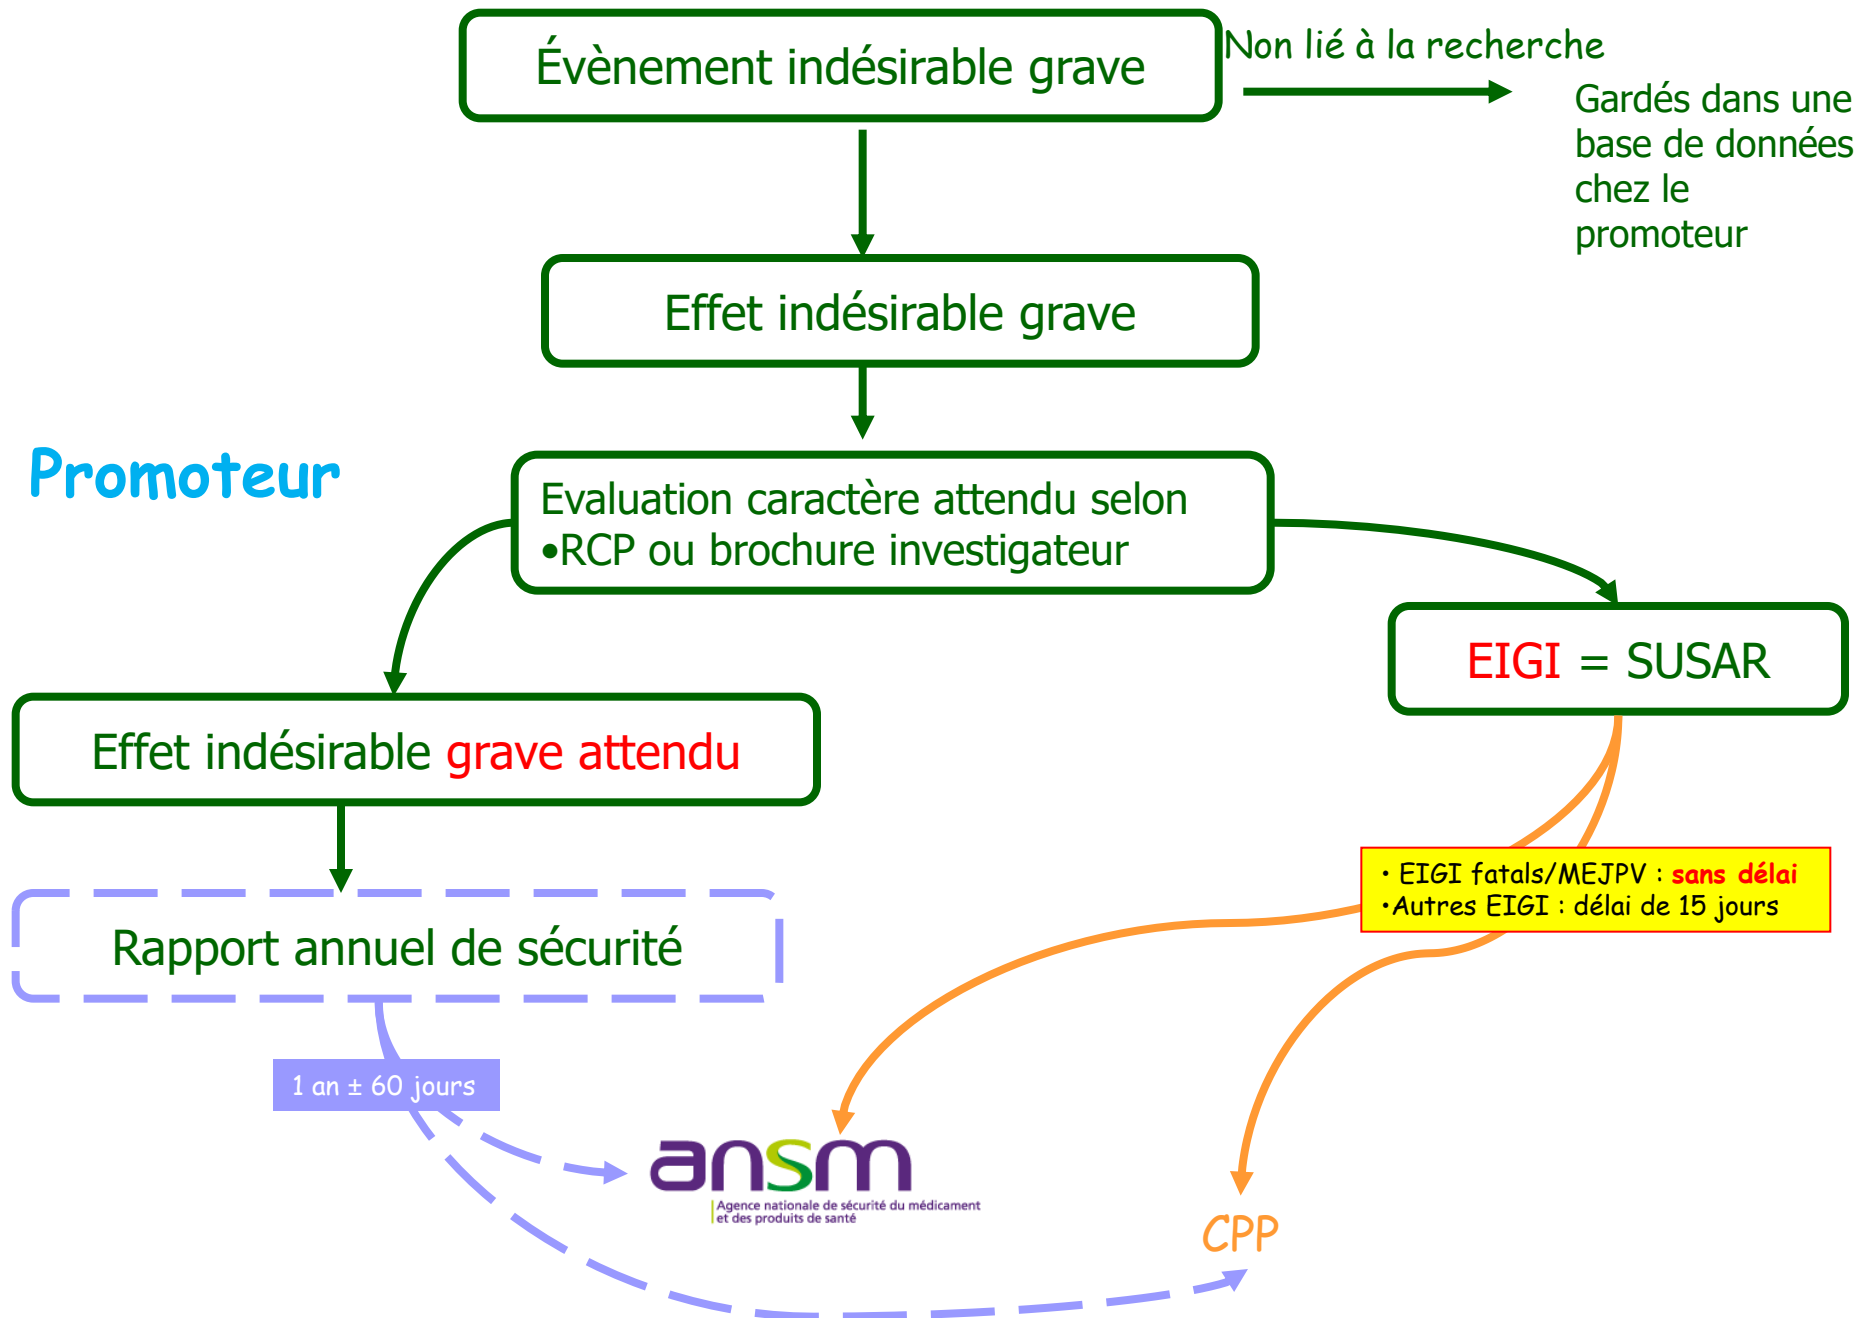 Évènement indésirable grave
Non lié à la recherche
Gardés dans une
base de données
chez le
promoteur
Effet indésirable grave
Promoteur
Evaluation caractère attendu selon
•RCP ou brochure investigateur
EIGI = SUSAR
Effet indésirable grave attendu
• EIGI fatals/MEJPV : sans délai
•Autres EIGI : délai de 15 jours
Rapport annuel de sécurité
1 an ± 60 jours
ansm
Agence nationale de sécurité du médicament
et des produits de santé
CPP